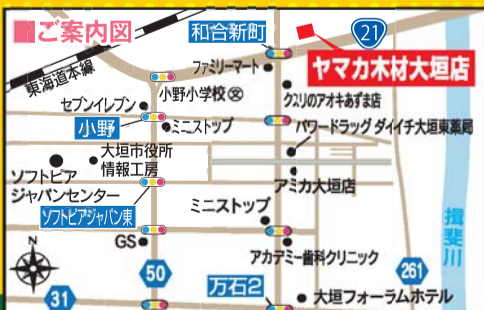 ■ご案内図
和合新町
21
ヤマカ木材大垣店
東海道本線
ファミリーマート
小野小学校
クスリのアオキあずま店
セブンイレブン
小野
ミニストップ
パワードラッグ ダイイチ大垣東薬局
大垣市役所
情報工房
ソフトピア
ジャパンセンター
アミカ大垣店
ソフトピアジャパン東
ミニストップ
揖斐川
GS
アカデミー歯科クリニック
N
50
261
31
万石2
大垣フォーラムホテル